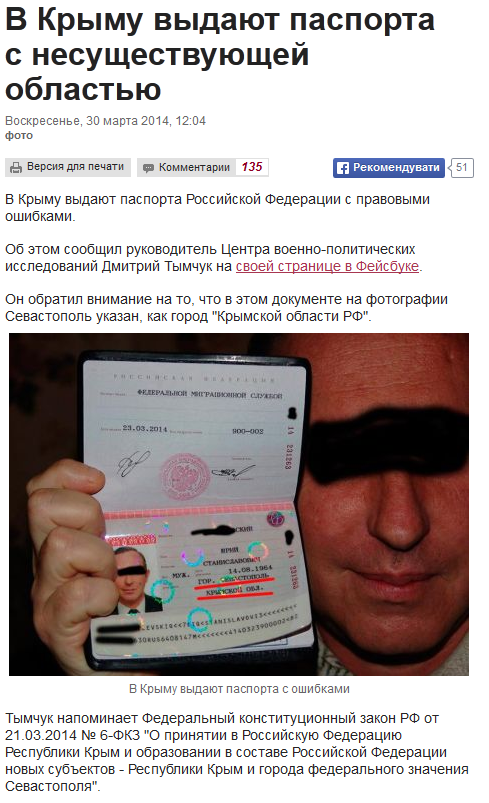 В Крыму выдают паспорта
с несуществующей
областью
Воскресенье, 30 марта 2014, 12:04
фото
Версия для печати
Комментарии 135
Рекомендувати 51
В Крыму выдают паспорта Российской Федерации с правовыми
ошибками.
Об этом сообщил руководитель Центра военно-политических
исследований Дмитрий Тымчук на своей странице в Фейсбуке.
Он обратил внимание на то, что в этом документе на фотографии
Севастополь указан, как город "Крымской области РФ".
РОССИЙСКАЯ ФЕДЕРАЦИЯ
ФЕДЕРАЛЬНОЙ МИГРАЦИОННОЙ СЛУЖБОЙ
23.03.2014 900-002
ЮРИЙ
СТАНИСЛАВОВИЧ
МУЖ. 14.08.1964
ГОР. СЕВАСТОПОЛЬ
КРЫМСКОЙ ОБЛ.
В Крыму выдают паспорта с ошибками
Тымчук напоминает Федеральный конституционный закон РФ от
21.03.2014 № 6-ФКЗ "О принятии в Российскую Федерацию
Республики Крым и образовании в составе Российской Федерации
новых субъектов - Республики Крым и города федерального значения
Севастополя".